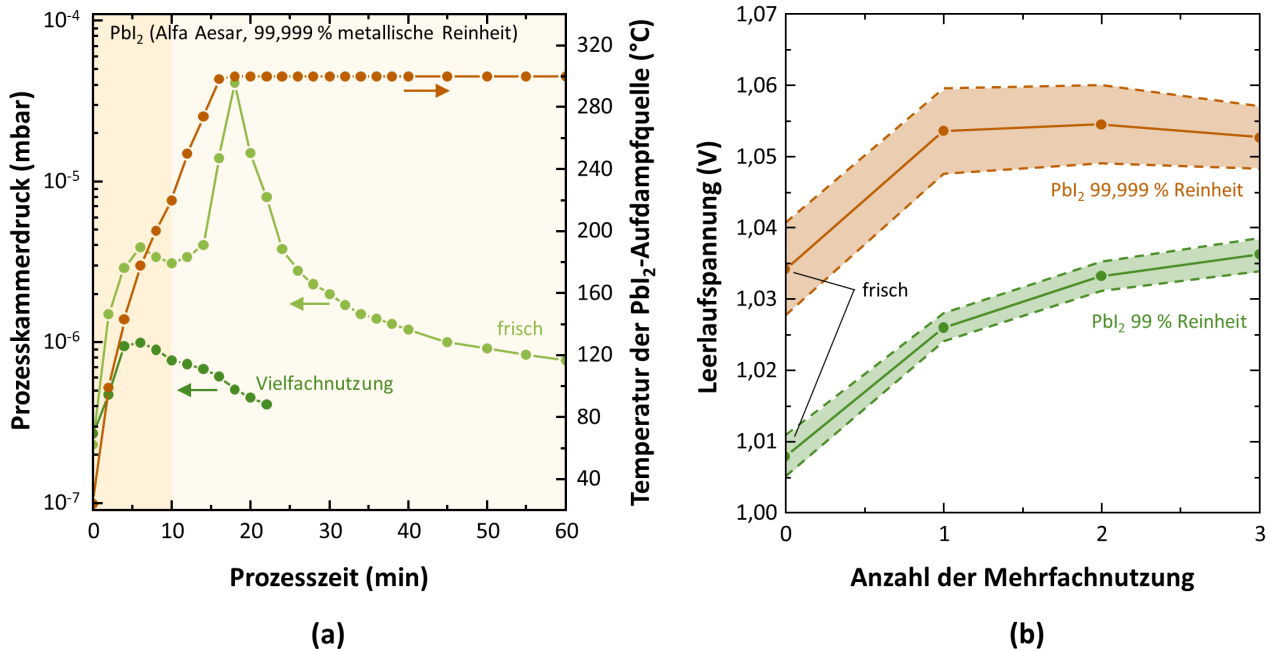 PbI₂ (Alfa Aesar, 99,999 % metallische Reinheit)
Prozesskammerdruck (mbar)
10⁻⁴
10⁻⁵
10⁻⁶
10⁻⁷
frisch
Vielfachnutzung
0 10 20 30 40 50 60
Prozesszeit (min)
320
280
240
200
160
120
80
40
Temperatur der PbI₂-Aufdampfquelle (°C)
(a)
Leerlaufspannung (V)
1,07
1,06
1,05
1,04
1,03
1,02
1,01
1,00
PbI₂ 99,999 % Reinheit
frisch
PbI₂ 99 % Reinheit
0 1 2 3
Anzahl der Mehrfachnutzung
(b)